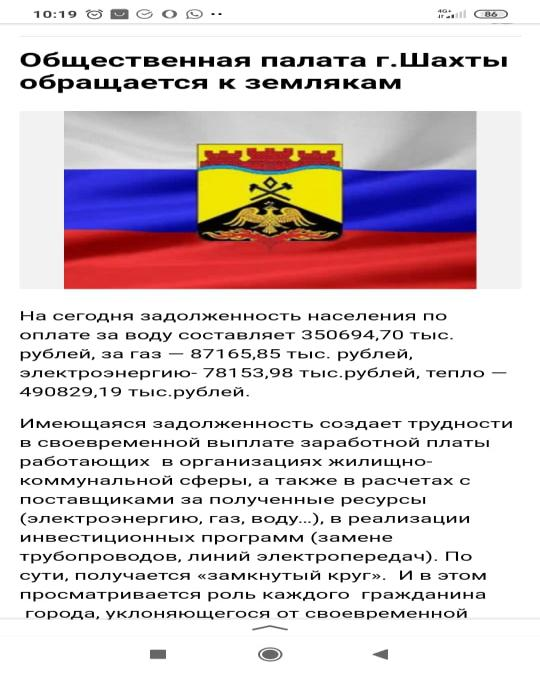 10:19
4G+
86
Общественная палата г.Шахты
обращается к землякам
На сегодня задолженность населения по
оплате за воду составляет 350694,70 тыс.
рублей, за газ — 87165,85 тыс. рублей,
электроэнергию- 78153,98 тыс.рублей, тепло —
490829,19 тыс.рублей.
Имеющаяся задолженность создает трудности
в своевременной выплате заработной платы
работающих  в организациях жилищно-
коммунальной сферы, а также в расчетах с
поставщиками за полученные ресурсы
(электроэнергию, газ, воду...), в реализации
инвестиционных программ (замене
трубопроводов, линий электропередач). По
сути, получается «замкнутый круг».  И в этом
просматривается роль каждого  гражданина
города, уклоняющегося от своевременной